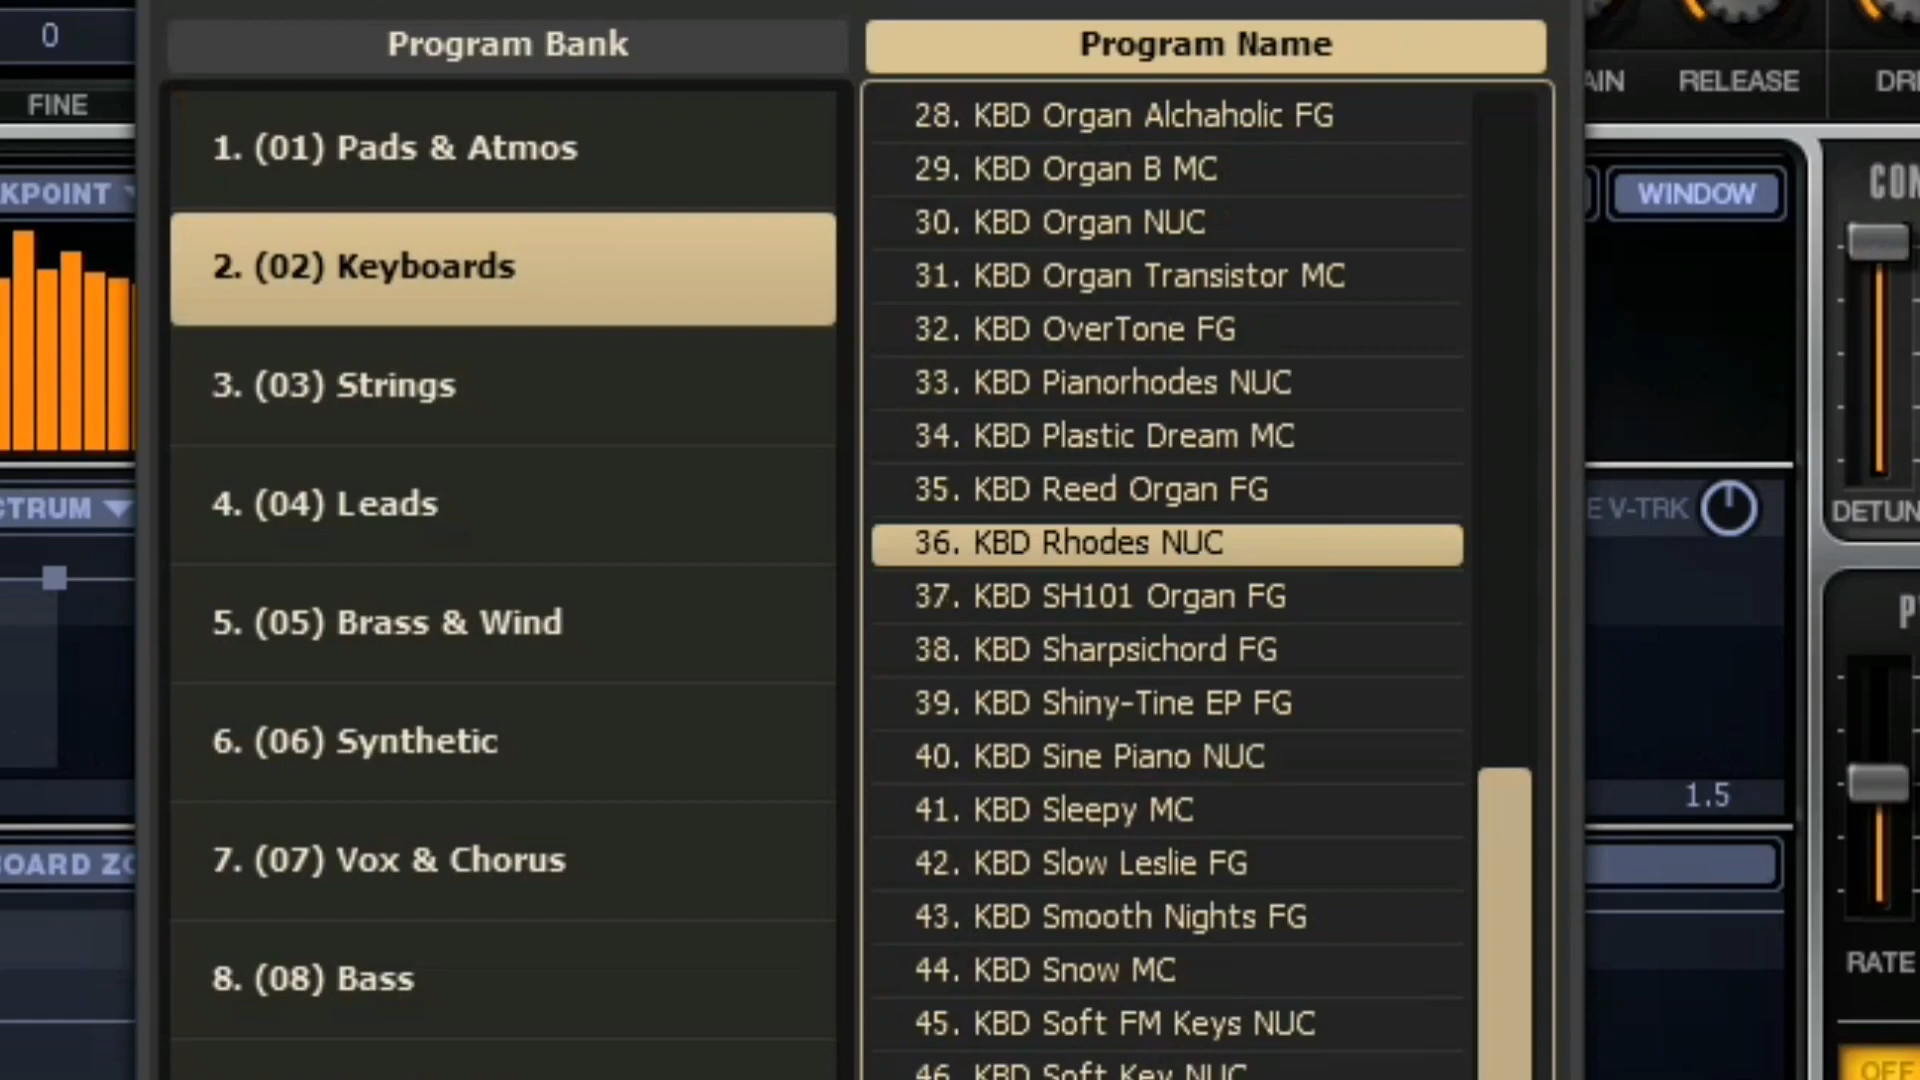 0
FINE
Program Bank
1. (01) Pads & Atmos
2. (02) Keyboards
3. (03) Strings
4. (04) Leads
5. (05) Brass & Wind
6. (06) Synthetic
7. (07) Vox & Chorus
8. (08) Bass
Program Name
28. KBD Organ Alchaholic FG
29. KBD Organ B MC
30. KBD Organ NUC
31. KBD Organ Transistor MC
32. KBD OverTone FG
33. KBD Pianorhodes NUC
34. KBD Plastic Dream MC
35. KBD Reed Organ FG
36. KBD Rhodes NUC
37. KBD SH101 Organ FG
38. KBD Sharpsichord FG
39. KBD Shiny-Tine EP FG
40. KBD Sine Piano NUC
41. KBD Sleepy MC
42. KBD Slow Leslie FG
43. KBD Smooth Nights FG
44. KBD Snow MC
45. KBD Soft FM Keys NUC
46. KBD Soft Key NUC
RELEASE
WINDOW
V-TRK
1.5
RATE
OFF